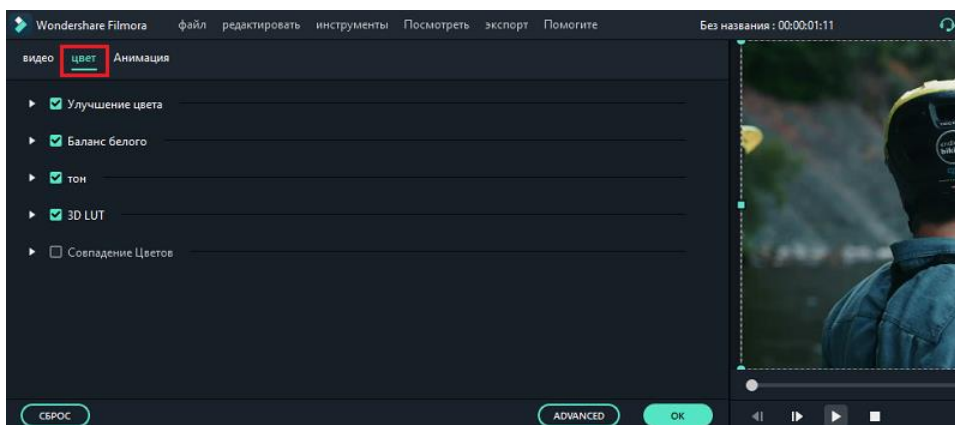 Wondershare Filmora файл редактировать инструменты Посмотреть экспорт Помогите Без названия : 00:00:01:11
видео цвет Анимация
Улучшение цвета
Баланс белого
тон
3D LUT
Совпадение Цветов
СБРОС ADVANCED OK